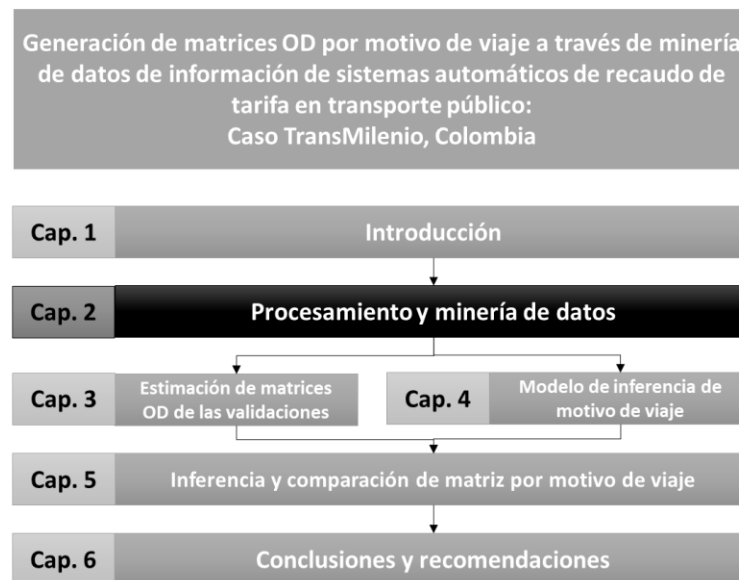 Generación de matrices OD por motivo de viaje a través de minería
de datos de información de sistemas automáticos de recaudo de
tarifa en transporte público:
Caso TransMilenio, Colombia
Cap. 1
Introducción
Cap. 2
Procesamiento y minería de datos
Cap. 3
Estimación de matrices
OD de las validaciones
Cap. 4
Modelo de inferencia de
motivo de viaje
Cap. 5
Inferencia y comparación de matriz por motivo de viaje
Cap. 6
Conclusiones y recomendaciones